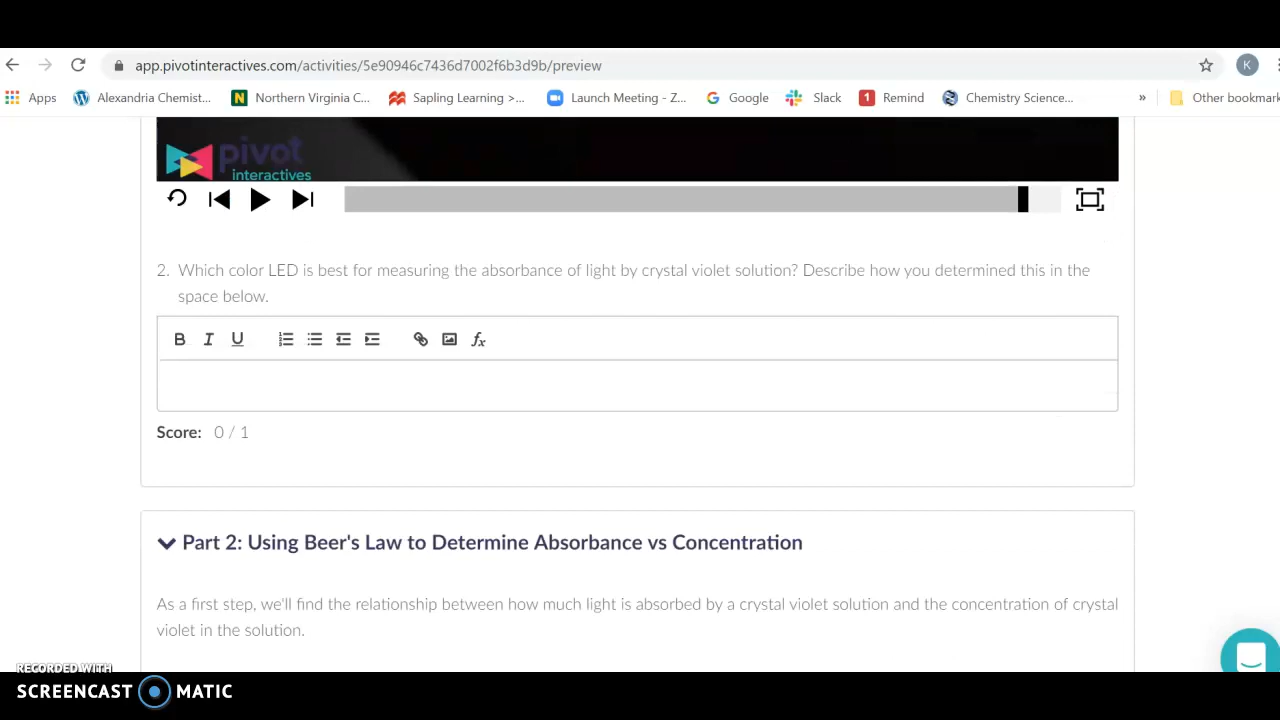 app.pivotinteractives.com/activities/5e90946c7436d7002f6b3d9b/preview
K
Apps Alexandria Chemist... Northern Virginia C... Sapling Learning >... Launch Meeting - Z... Google Slack 1 Remind Chemistry Science... » Other bookmark
pivot
interactives
2. Which color LED is best for measuring the absorbance of light by crystal violet solution? Describe how you determined this in the
space below.
B I U fx
Score: 0 / 1
Part 2: Using Beer's Law to Determine Absorbance vs Concentration
As a first step, we'll find the relationship between how much light is absorbed by a crystal violet solution and the concentration of crystal
violet in the solution.
RECORDED WITH
SCREENCAST MATIC